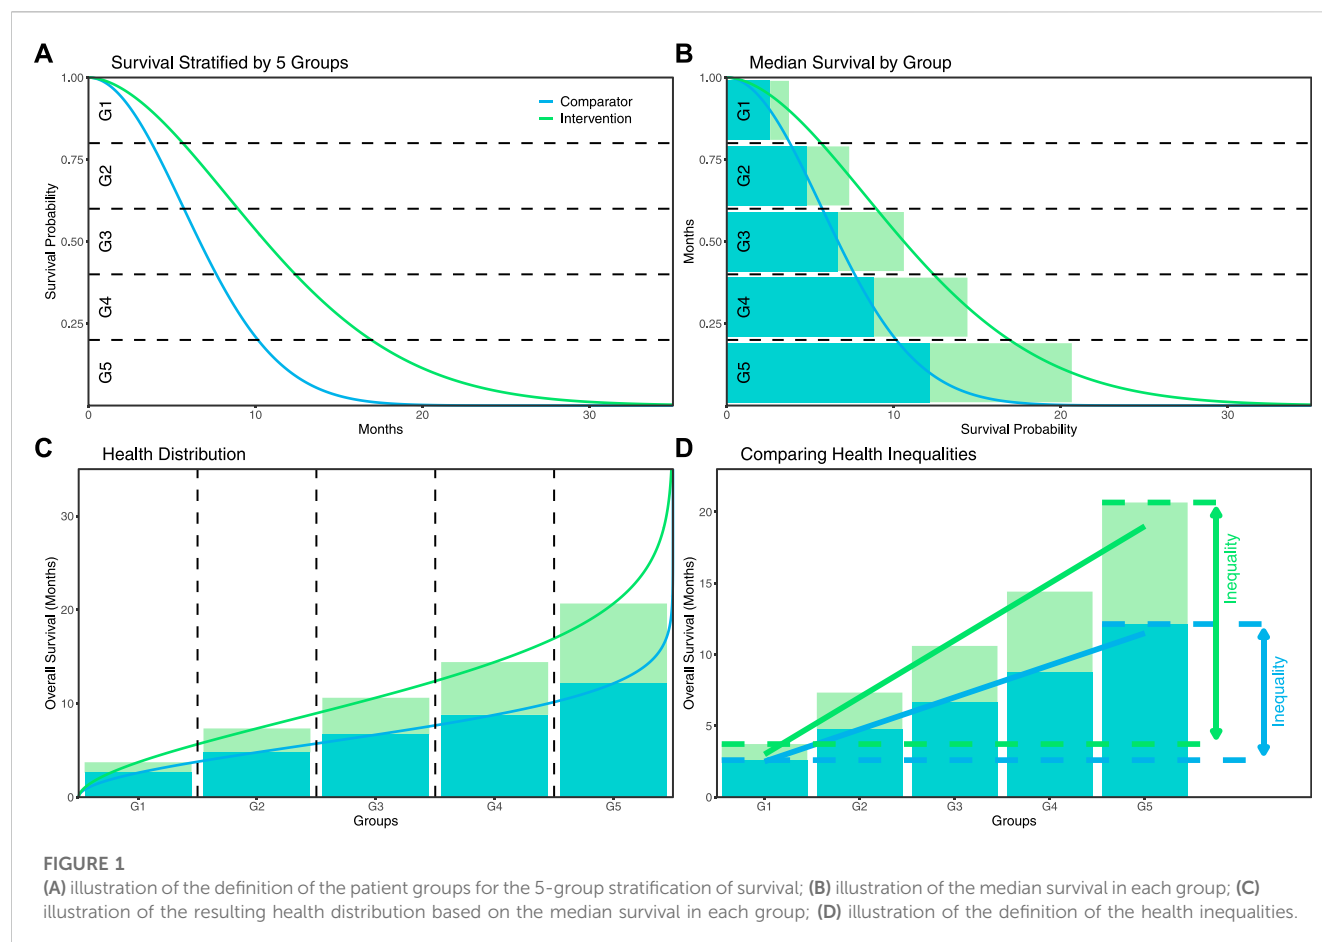 A
Survival Stratified by 5 Groups
1.00
0.75
0.50
0.25
Survival Probability
G1
G2
G3
G4
G5
Comparator
Intervention
0
10
20
30
Months
B
Median Survival by Group
1.00
0.75
0.50
0.25
Months
G1
G2
G3
G4
G5
0
10
20
30
Survival Probability
C
Health Distribution
30
20
10
0
Overall Survival (Months)
G1
G2
G3
G4
G5
Groups
D
Comparing Health Inequalities
20
15
10
5
0
Overall Survival (Months)
Inequality
Inequality
G1
G2
G3
G4
G5
Groups
FIGURE 1
(A) illustration of the definition of the patient groups for the 5-group stratification of survival; (B) illustration of the median survival in each group; (C)
illustration of the resulting health distribution based on the median survival in each group; (D) illustration of the definition of the health inequalities.